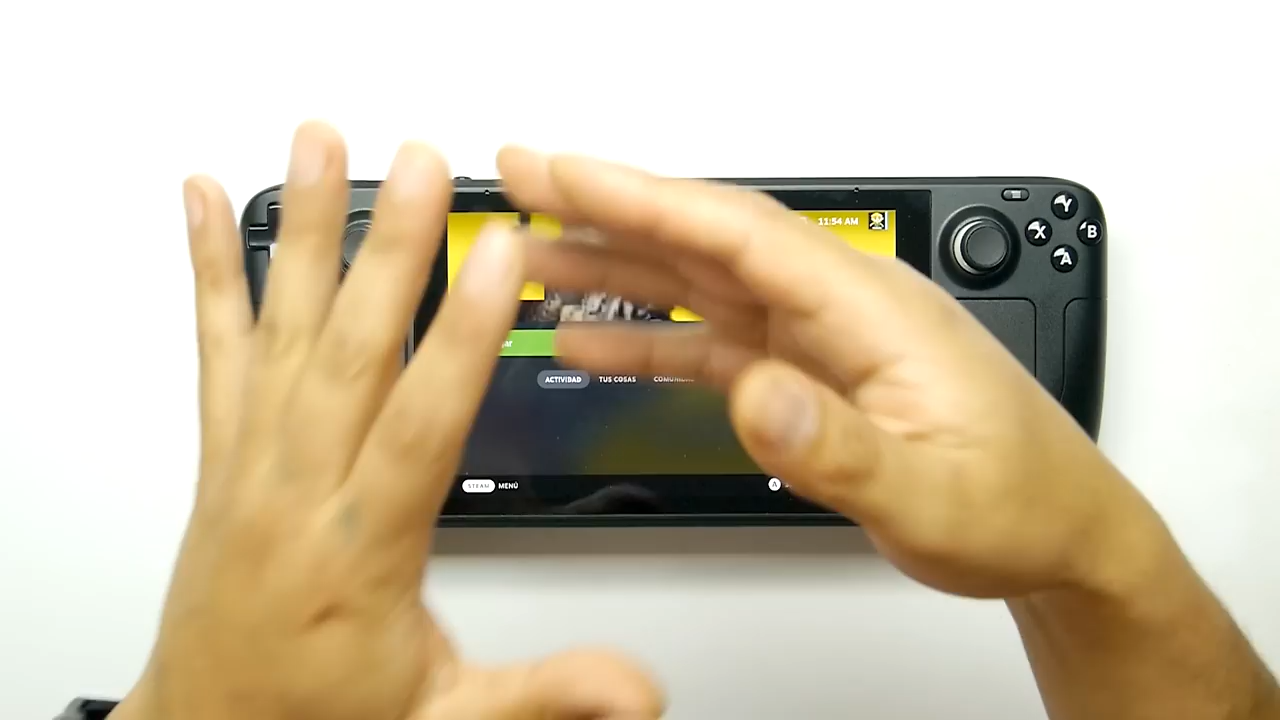 11:54 AM
Y
X
B
A
ACTIVIDAD TUS COSAS
STEAM MENÚ
A